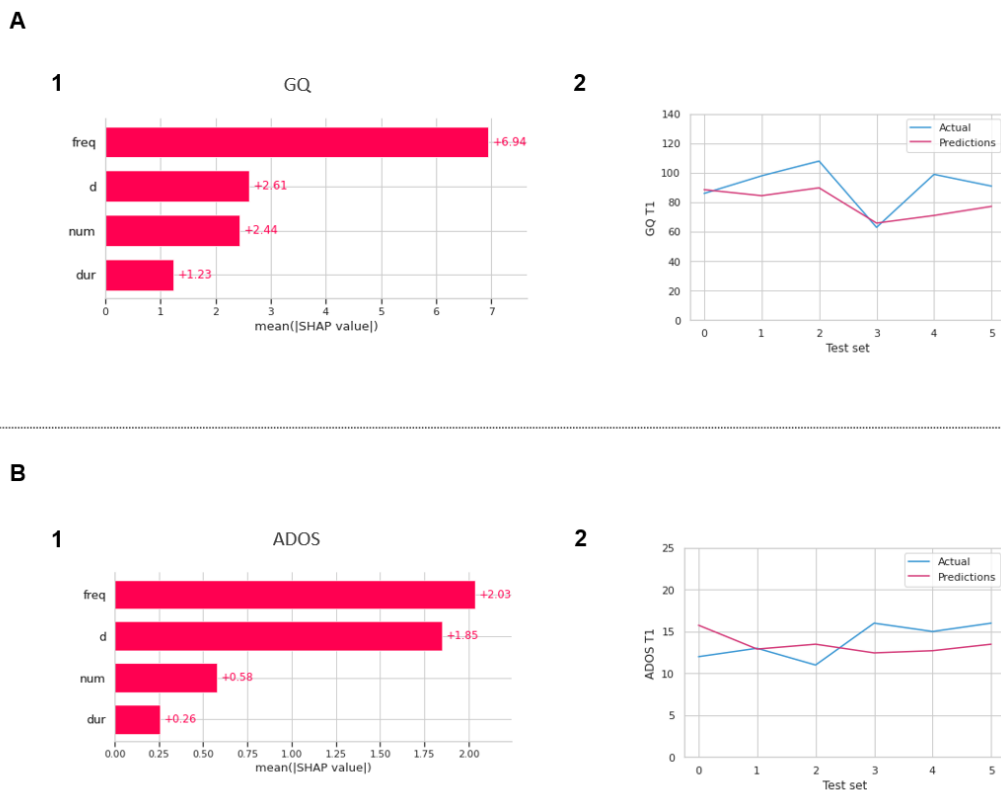 A
1
GQ
freq
d
num
dur
+6.94
+2.61
+2.44
+1.23
0 1 2 3 4 5 6 7
mean(|SHAP value|)
2
140
120
100
80
60
40
20
0
GQ T1
Actual
Predictions
0 1 2 3 4 5
Test set
B
1
ADOS
freq
d
num
dur
+2.03
+1.85
+0.58
+0.26
0.00 0.25 0.50 0.75 1.00 1.25 1.50 1.75 2.00
mean(|SHAP value|)
2
25
20
15
10
5
0
ADOS T1
Actual
Predictions
0 1 2 3 4 5
Test set